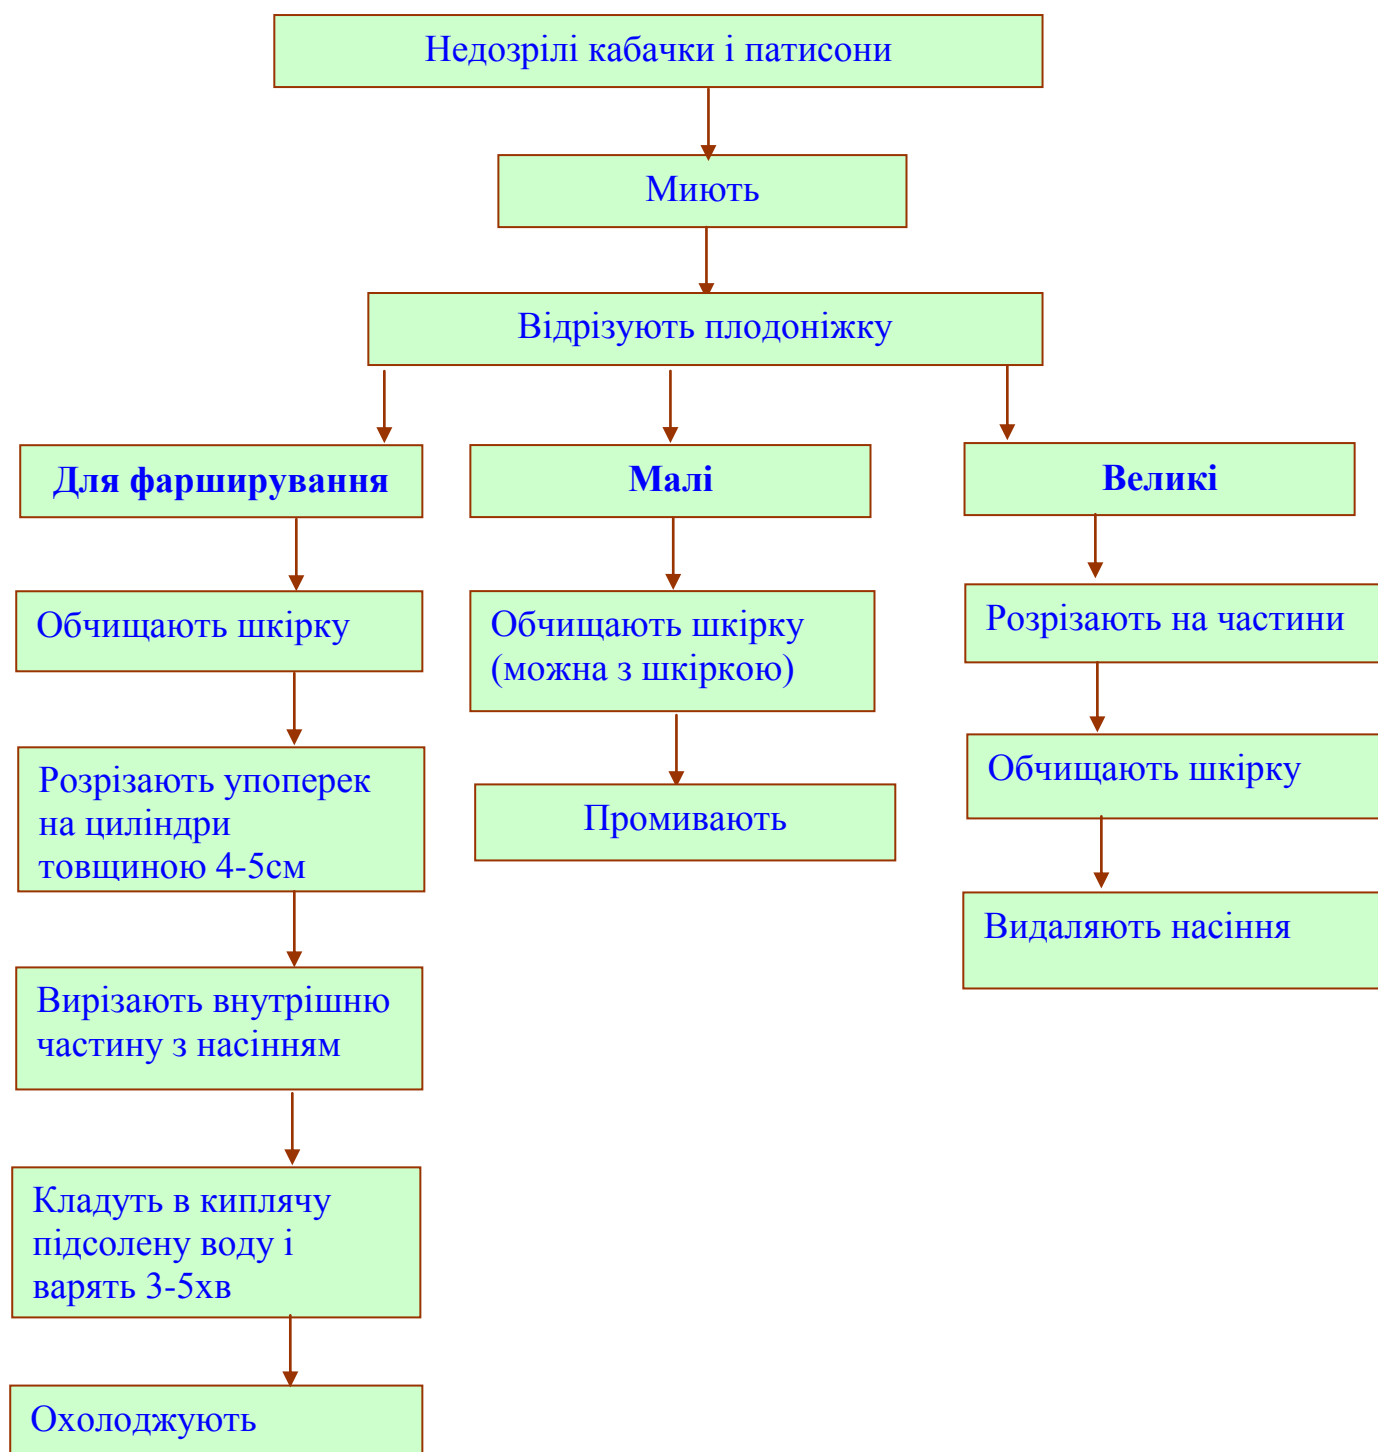 Недозрілі кабачки і патисони
Миють
Відрізують плодоніжку
Для фарширування
Обчищають шкірку
Розрізають упоперек
на циліндри
товщиною 4-5см
Вирізають внутрішню
частину з насінням
Кладуть в киплячу
підсолену воду і
варять 3-5хв
Охолоджують
Малі
Обчищають шкірку
(можна з шкіркою)
Промивають
Великі
Розрізають на частини
Обчищають шкірку
Видаляють насіння